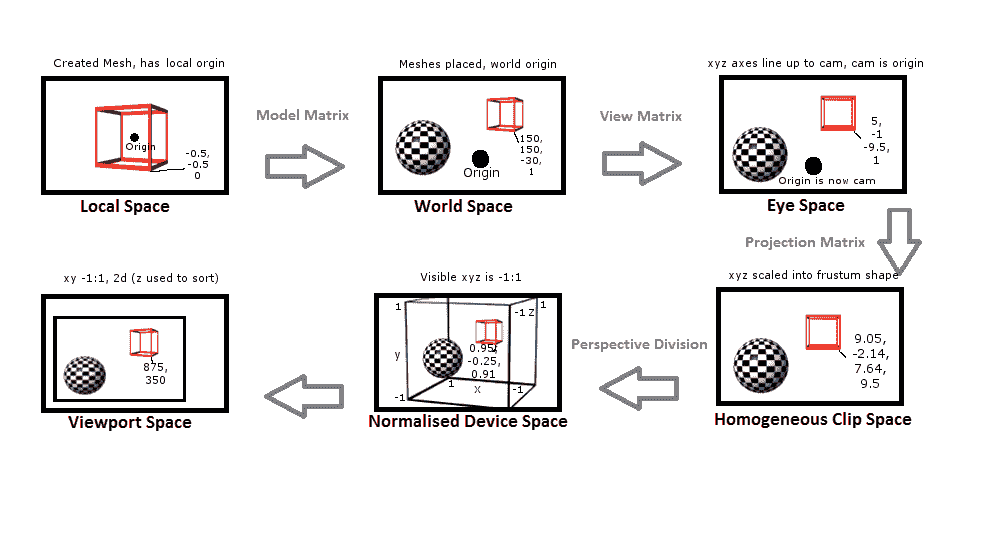 Created Mesh, has local orgin
Meshes placed, world origin
xyz axes line up to cam, cam is origin
Origin
-0.5,
-0.5
0
Local Space
Model Matrix
150,
150,
-30,
1
Origin
World Space
View Matrix
5,
-1
-9.5,
1
Origin is now cam
Eye Space
Projection Matrix
xyz scaled into frustum shape
9.05,
-2.14,
7.64,
9.5
Homogeneous Clip Space
Perspective Division
Visible xyz is -1:1
1
1
-1 Z
y
0.95,
-0.25,
0.91
1
X
-1
-1
Normalised Device Space
xy -1:1, 2d (z used to sort)
875,
350
Viewport Space